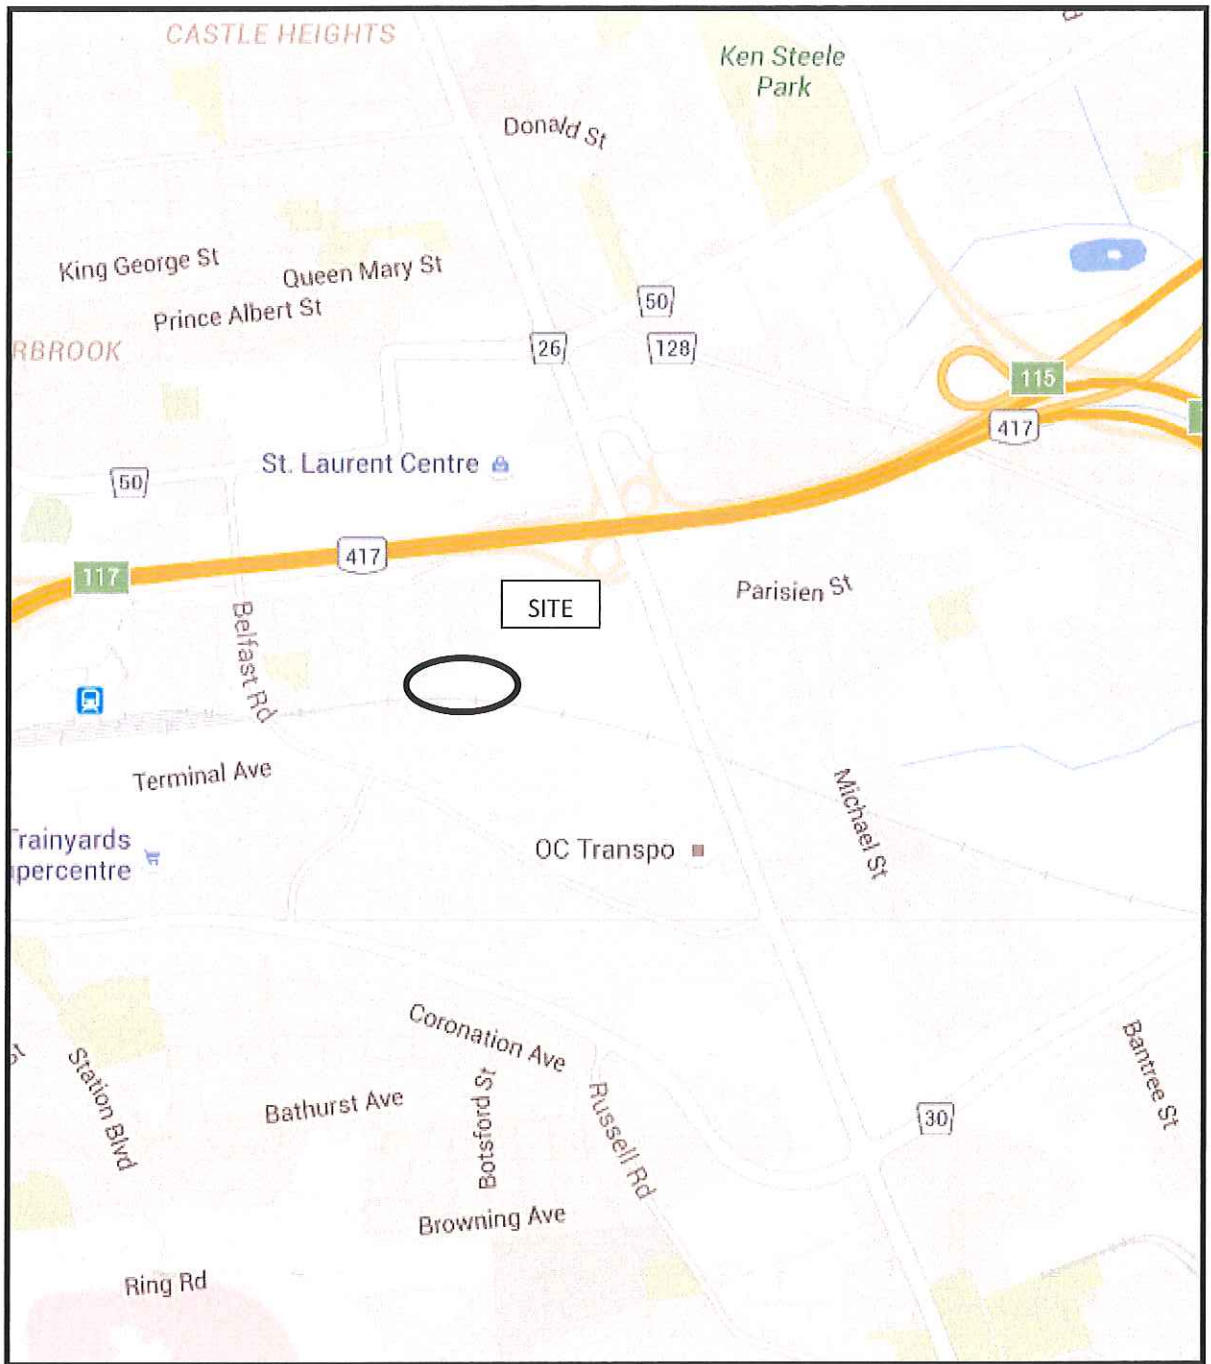 CASTLE HEIGHTS
Ken Steele
Park
Donald St
King George St
Queen Mary St
Prince Albert St
50
RBROOK
26
128
115
417
St. Laurent Centre
50
417
117
SITE
Parisien St
Belfast Rd
Terminal Ave
Michael St
Trainyards
upercentre
OC Transpo
Coronation Ave
Bantree St
St
Station Blvd
Bathurst Ave
Botsford St
Russell Rd
30
Browning Ave
Ring Rd